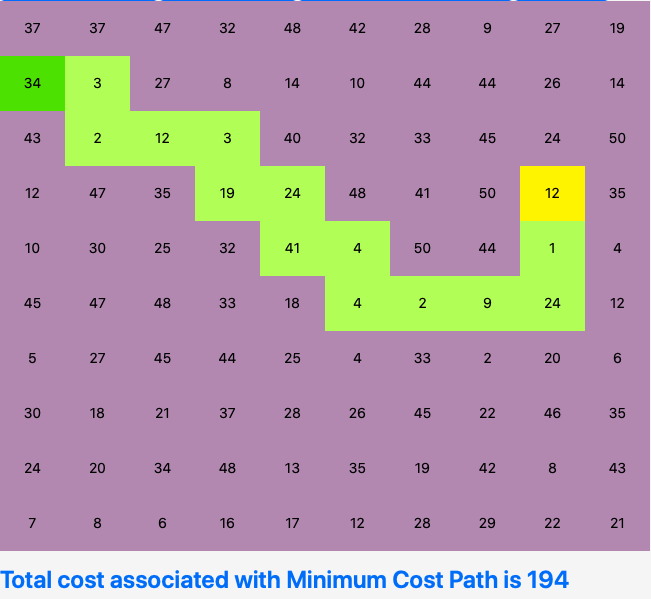 37 37 47 32 48 42 28 9 27 19
34 3 27 8 14 10 44 44 26 14
43 2 12 3 40 32 33 45 24 50
12 47 35 19 24 48 41 50 12 35
10 30 25 32 41 4 50 44 1 4
45 47 48 33 18 4 2 9 24 12
5 27 45 44 25 4 33 2 20 6
30 18 21 37 28 26 45 22 46 35
24 20 34 48 13 35 19 42 8 43
7 8 6 16 17 12 28 29 22 21
Total cost associated with Minimum Cost Path is 194